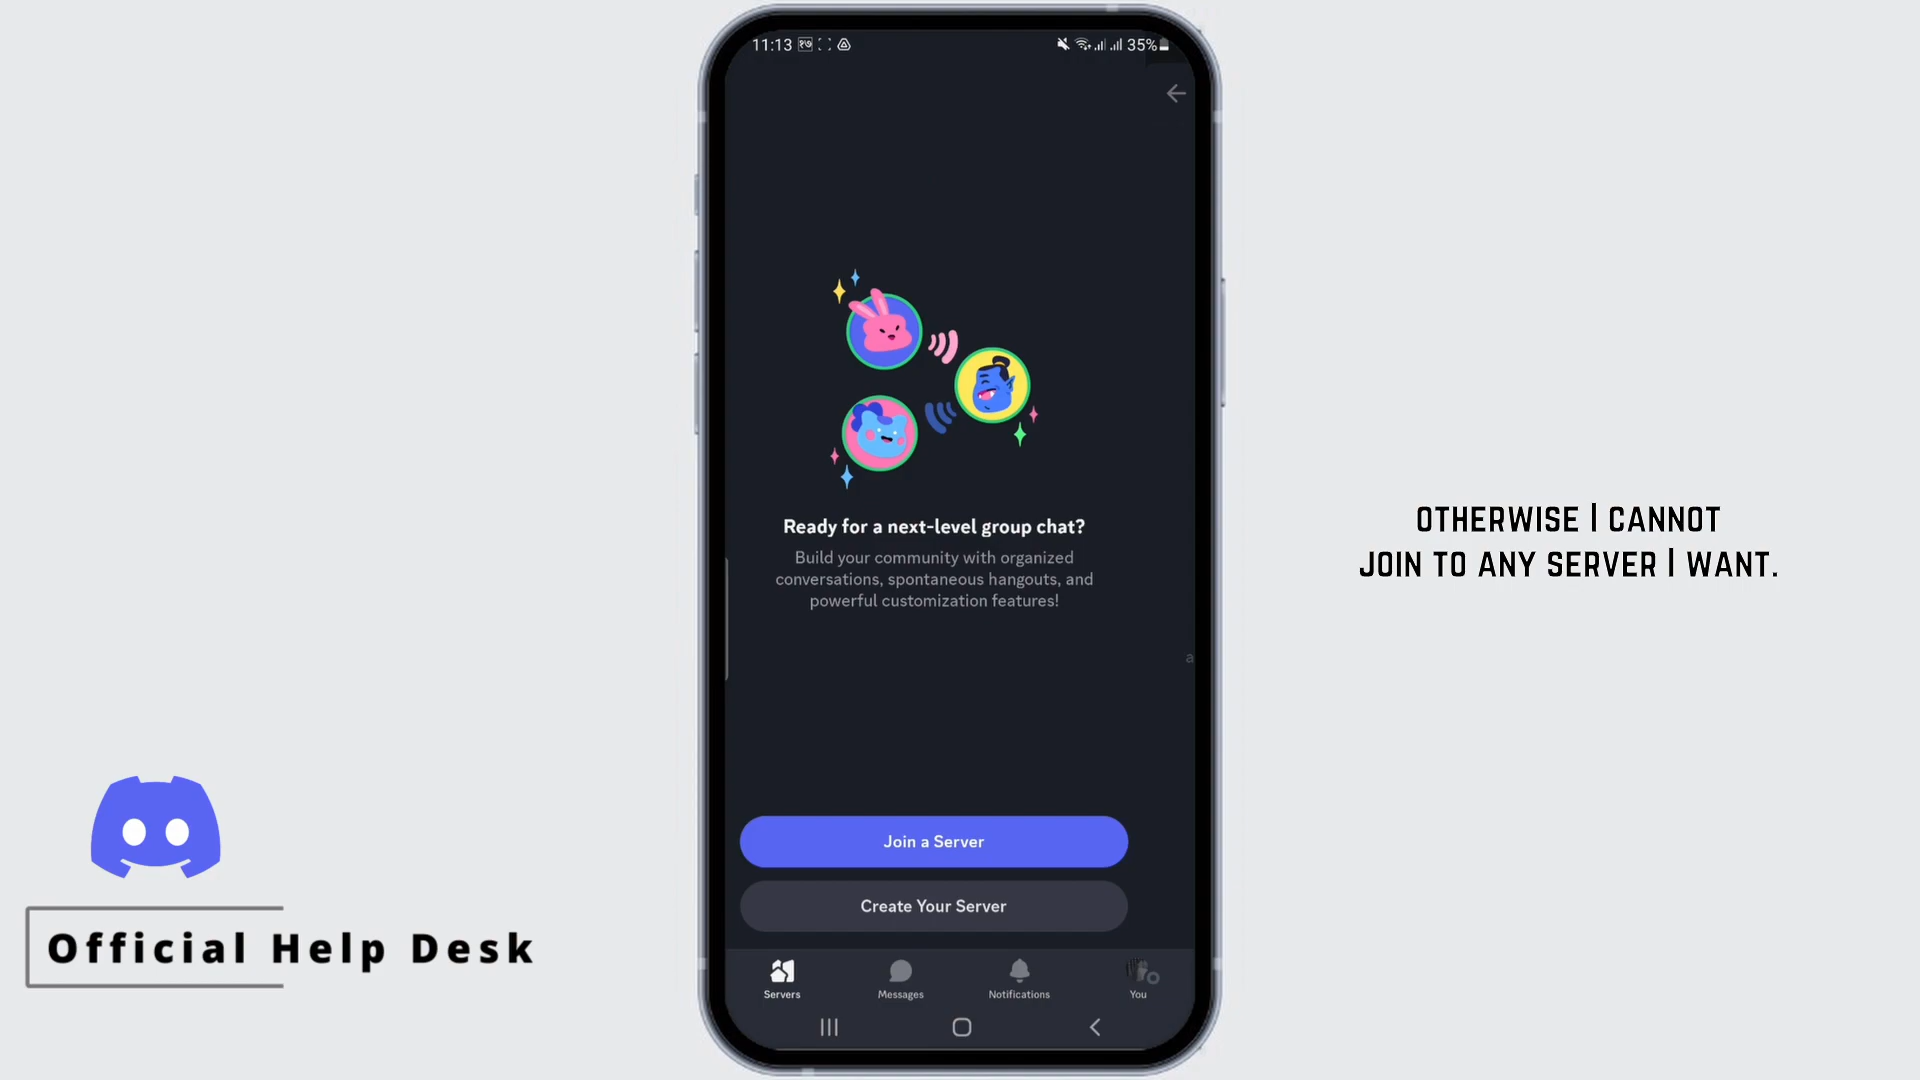 11:13
35%
Ready for a next-level group chat?
Build your community with organized
conversations, spontaneous hangouts, and
powerful customization features!
a
Join a Server
Create Your Server
Servers
Messages
Notifications
You
OTHERWISE I CANNOT
JOIN TO ANY SERVER I WANT.
Official Help Desk